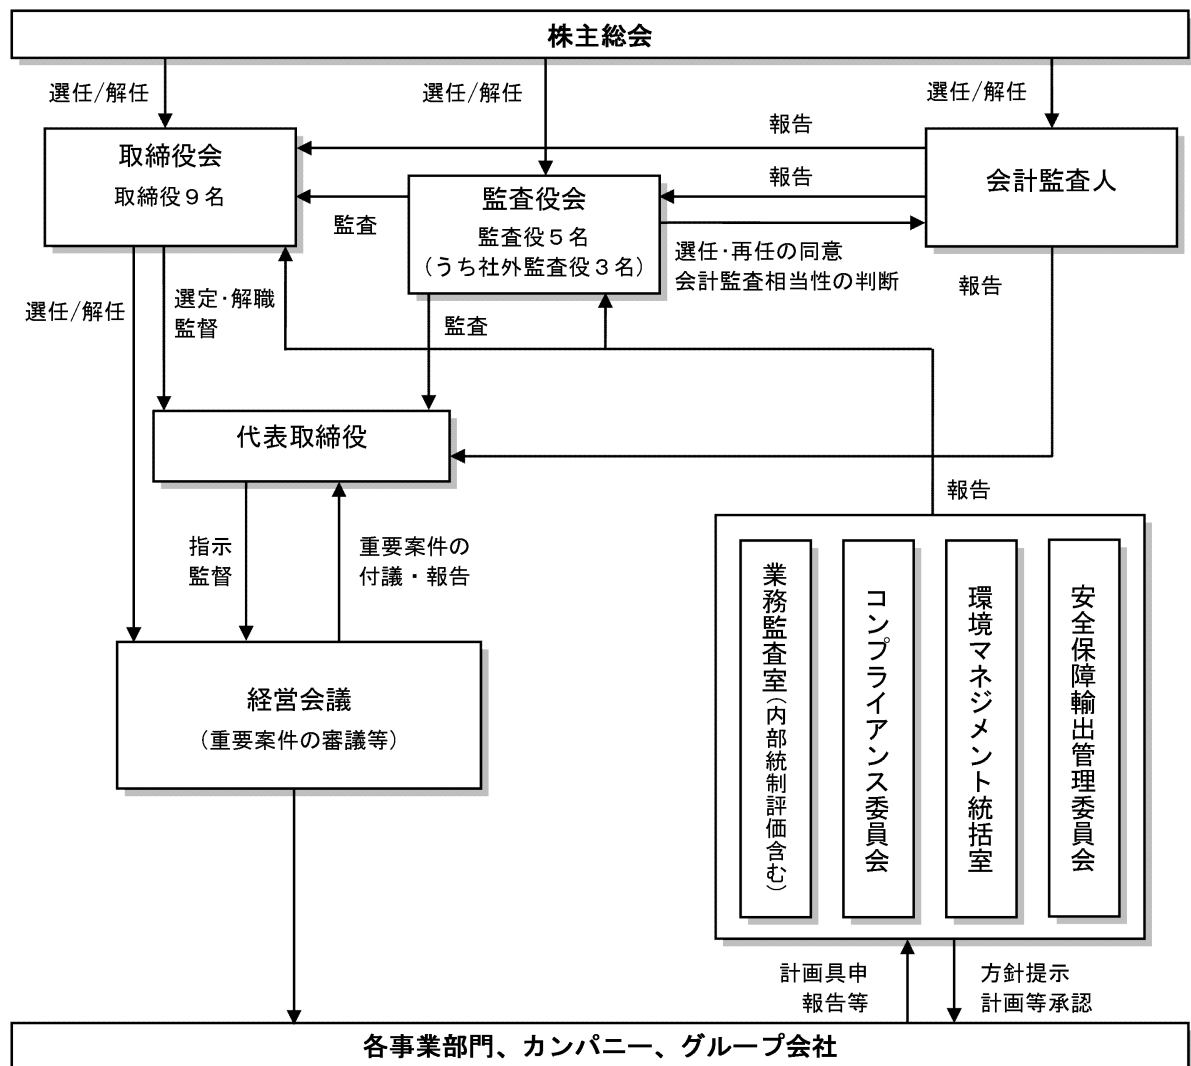 株主総会
選任/解任
選任/解任
選任/解任
取締役会
取締役９名
報告
会計監査人
監査役会
監査役５名
（うち社外監査役３名）
報告
監査
選任・再任の同意
会計監査相当性の判断
報告
選任/解任
選定・解職
監督
監査
代表取締役
報告
指示
監督
重要案件の
付議・報告
経営会議
（重要案件の審議等）
業務監査室（内部統制評価含む）
コンプライアンス委員会
環境マネジメント統括室
安全保障輸出管理委員会
計画具申
報告等
方針提示
計画等承認
各事業部門、カンパニー、グループ会社